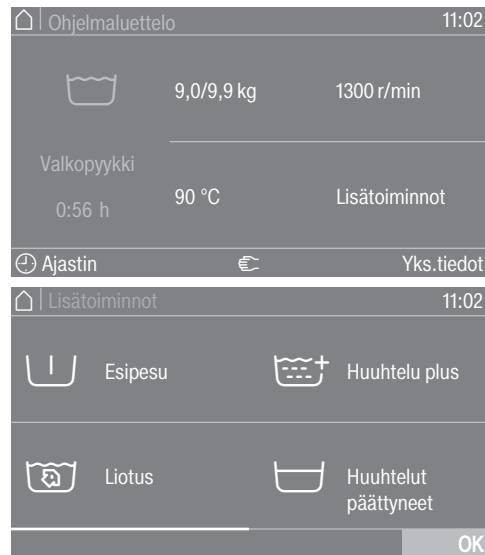 Ohjelmaluettelo 11:02
9,0/9,9 kg 1300 r/min
Valkopyykki
0:56 h
90 °C Lisätoiminnot
Ajastin Yks.tiedot
Lisätoiminnot 11:02
Esipesu Huuhtelu plus
Liotus Huuhtelut
päättyneet
OK